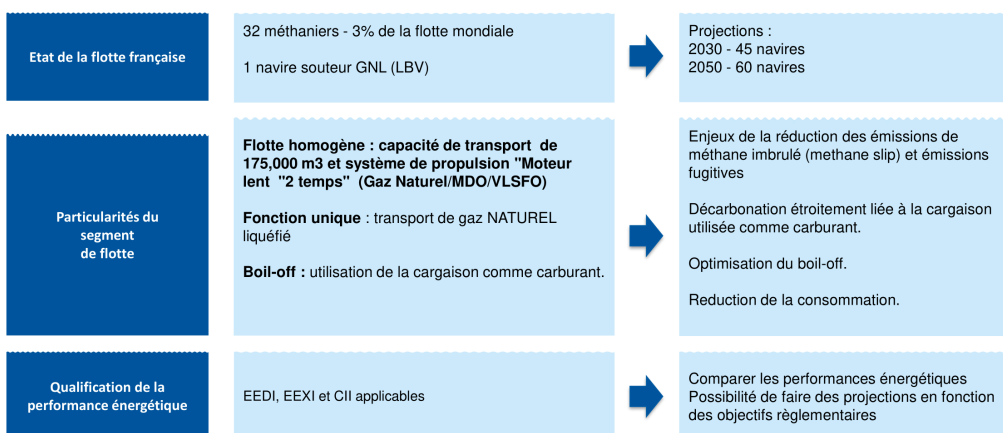 Etat de la flotte française
32 méthaniers - 3% de la flotte mondiale
1 navire souteur GNL (LBV)
Projections :
2030 - 45 navires
2050 - 60 navires
Particularités du
segment
de flotte
Flotte homogène : capacité de transport de
175,000 m3 et système de propulsion "Moteur
lent "2 temps" (Gaz Naturel/MDO/VLSFO)
Fonction unique : transport de gaz NATUREL
liquéfié
Boil-off : utilisation de la cargaison comme carburant.
Enjeux de la réduction des émissions de
méthane imbrulé (methane slip) et émissions
fugitives
Décarbonation étroitement liée à la cargaison
utilisée comme carburant.
Optimisation du boil-off.
Reduction de la consommation.
Qualification de la
performance énergétique
EEDI, EEXI et CII applicables
Comparer les performances énergétiques
Possibilité de faire des projections en fonction
des objectifs règlementaires